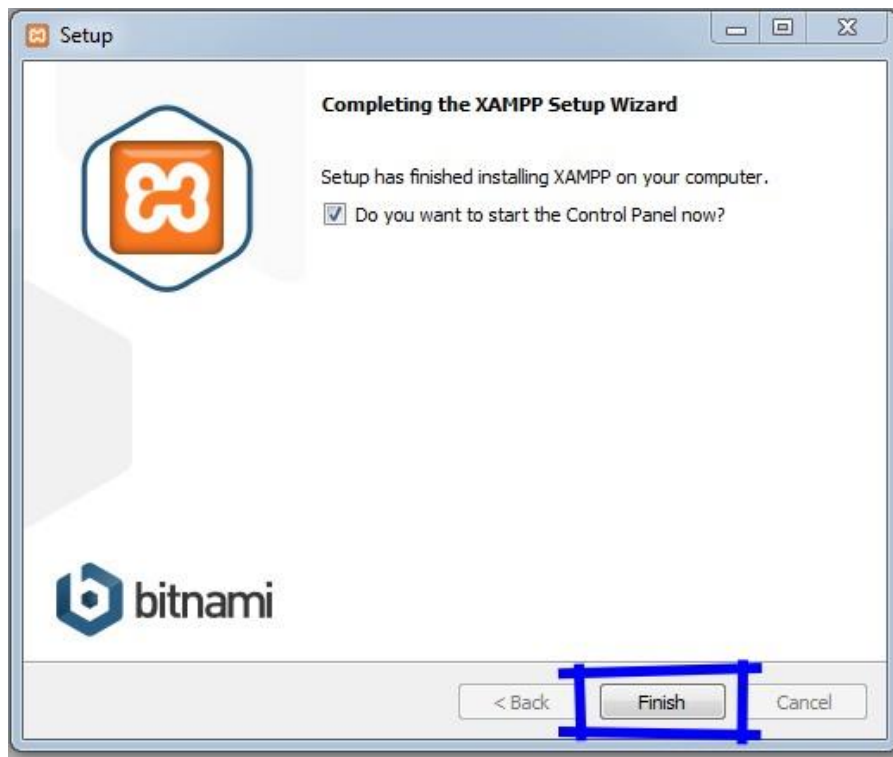 Setup
Completing the XAMPP Setup Wizard
Setup has finished installing XAMPP on your computer.
Do you want to start the Control Panel now?
bitnami
< Back Finish Cancel